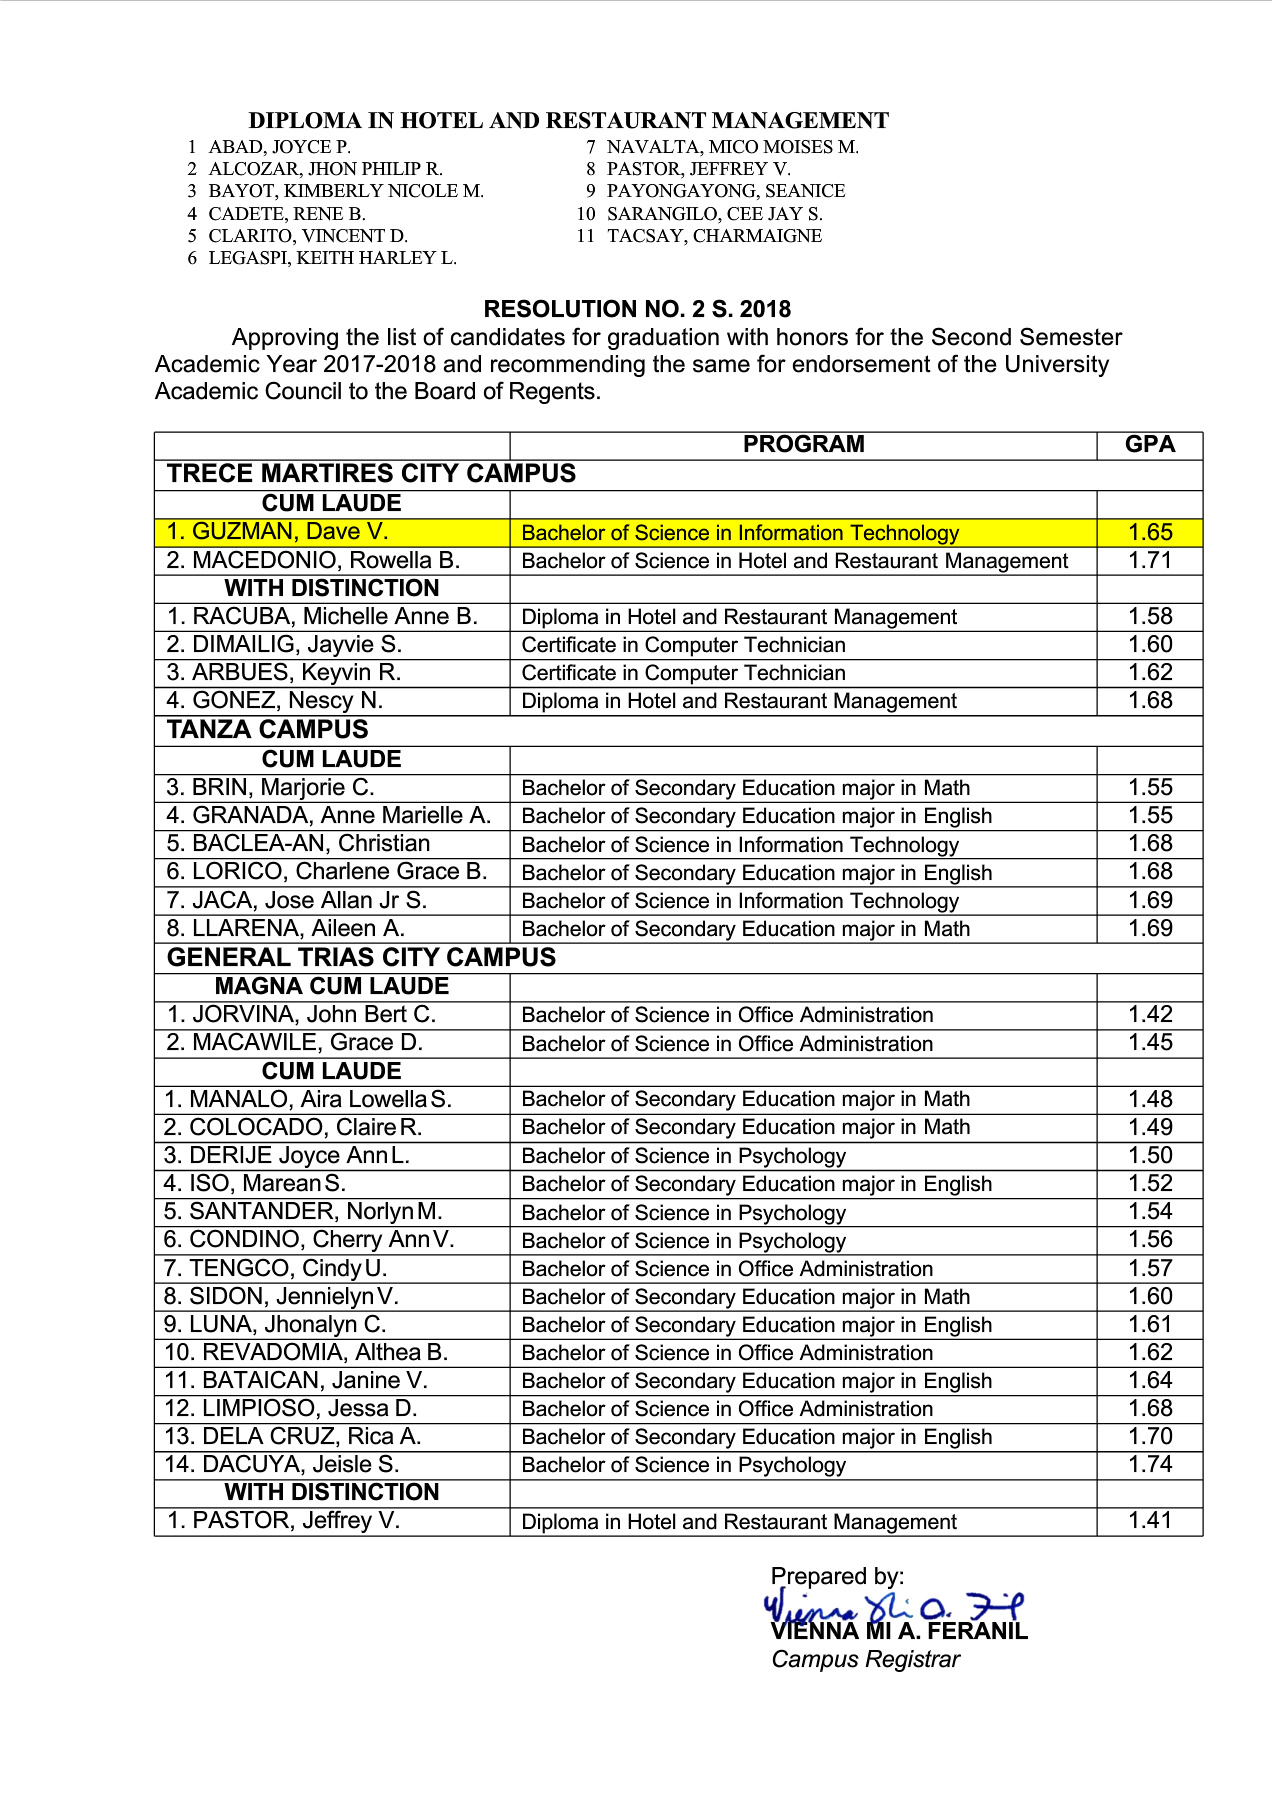 DIPLOMA IN HOTEL AND RESTAURANT MANAGEMENT
1 ABAD, JOYCE P.
2 ALCOZAR, JHON PHILIP R.
3 BAYOT, KIMBERLY NICOLE M.
4 CADETE, RENE B.
5 CLARITO, VINCENT D.
6 LEGASPI, KEITH HARLEY L.
7 NAVALTA, MICO MOISES M.
8 PASTOR, JEFFREY V.
9 PAYONGAYONG, SEANICE
10 SARANGILO, CEE JAY S.
11 TACSAY, CHARMAIGNE
RESOLUTION NO. 2 S. 2018
Approving the list of candidates for graduation with honors for the Second Semester
Academic Year 2017-2018 and recommending the same for endorsement of the University
Academic Council to the Board of Regents.
PROGRAM GPA
TRECE MARTIRES CITY CAMPUS
CUM LAUDE
1. GUZMAN, Dave V. Bachelor of Science in Information Technology 1.65
2. MACEDONIO, Rowella B. Bachelor of Science in Hotel and Restaurant Management 1.71
WITH DISTINCTION
1. RACUBA, Michelle Anne B. Diploma in Hotel and Restaurant Management 1.58
2. DIMAILIG, Jayvie S. Certificate in Computer Technician 1.60
3. ARBUES, Keyvin R. Certificate in Computer Technician 1.62
4. GONEZ, Nescy N. Diploma in Hotel and Restaurant Management 1.68
TANZA CAMPUS
CUM LAUDE
3. BRIN, Marjorie C. Bachelor of Secondary Education major in Math 1.55
4. GRANADA, Anne Marielle A. Bachelor of Secondary Education major in English 1.55
5. BACLEA-AN, Christian Bachelor of Science in Information Technology 1.68
6. LORICO, Charlene Grace B. Bachelor of Secondary Education major in English 1.68
7. JACA, Jose Allan Jr S. Bachelor of Science in Information Technology 1.69
8. LLARENA, Aileen A. Bachelor of Secondary Education major in Math 1.69
GENERAL TRIAS CITY CAMPUS
MAGNA CUM LAUDE
1. JORVINA, John Bert C. Bachelor of Science in Office Administration 1.42
2. MACAWILE, Grace D. Bachelor of Science in Office Administration 1.45
CUM LAUDE
1. MANALO, Aira Lowella S. Bachelor of Secondary Education major in Math 1.48
2. COLOCADO, Claire R. Bachelor of Secondary Education major in Math 1.49
3. DERIJE Joyce Ann L. Bachelor of Science in Psychology 1.50
4. ISO, Marean S. Bachelor of Secondary Education major in English 1.52
5. SANTANDER, Norlyn M. Bachelor of Science in Psychology 1.54
6. CONDINO, Cherry Ann V. Bachelor of Science in Psychology 1.56
7. TENGCO, Cindy U. Bachelor of Science in Office Administration 1.57
8. SIDON, Jennielyn V. Bachelor of Secondary Education major in Math 1.60
9. LUNA, Jhonalyn C. Bachelor of Secondary Education major in English 1.61
10. REVADOMIA, Althea B. Bachelor of Science in Office Administration 1.62
11. BATAICAN, Janine V. Bachelor of Secondary Education major in English 1.64
12. LIMPIOSO, Jessa D. Bachelor of Science in Office Administration 1.68
13. DELA CRUZ, Rica A. Bachelor of Secondary Education major in English 1.70
14. DACUYA, Jeisle S. Bachelor of Science in Psychology 1.74
WITH DISTINCTION
1. PASTOR, Jeffrey V. Diploma in Hotel and Restaurant Management 1.41
Prepared by:
VIENNA MI A. FERANIL
Campus Registrar